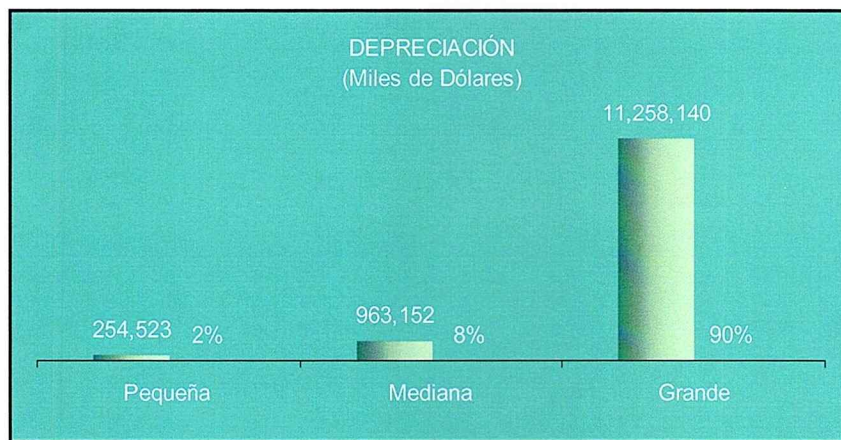 DEPRECIACIÓN
(Miles de Dólares)
11,258,140
963,152
254,523
2%
8%
90%
Pequeña
Mediana
Grande